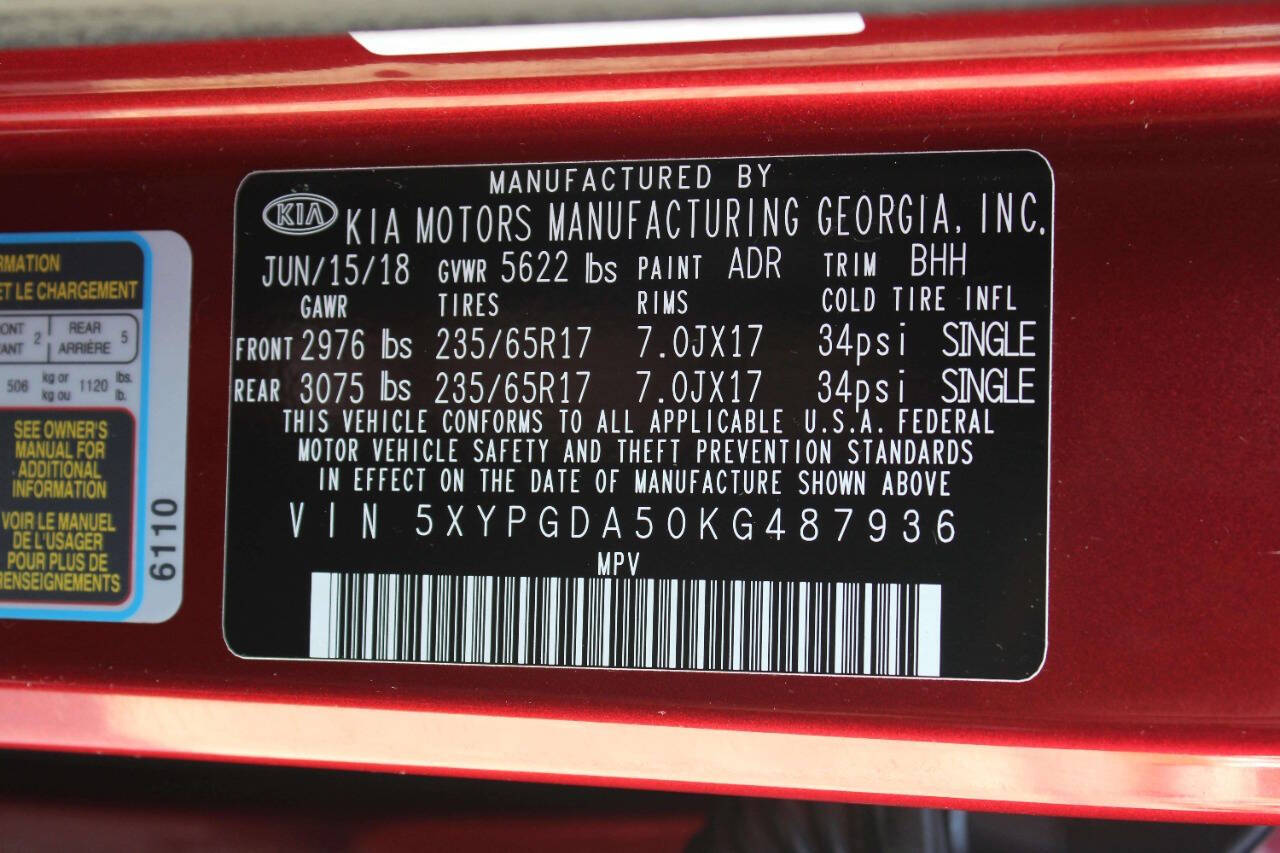 RMATION
ET LE CHARGEMENT
2
REAR
ARRIÈRE
5
506
kg or
kg ou
1120
lbs.
lb.
SEE OWNER'S
MANUAL FOR
ADDITIONAL
INFORMATION
VOIR LE MANUEL
DE L'USAGER
POUR PLUS DE
RENSEIGNEMENTS
6110
MANUFACTURED BY
KIA KIA MOTORS MANUFACTURING GEORGIA, INC.
JUN/15/18 GVWR 5622 lbs PAINT ADR TRIM BHH
GAWR TIRES RIMS COLD TIRE INFL
FRONT 2976 lbs 235/65R17 7.0JX17 34psi SINGLE
REAR 3075 lbs 235/65R17 7.0JX17 34psi SINGLE
THIS VEHICLE CONFORMS TO ALL APPLICABLE U.S.A. FEDERAL
MOTOR VEHICLE SAFETY AND THEFT PREVENTION STANDARDS
IN EFFECT ON THE DATE OF MANUFACTURE SHOWN ABOVE
VIN 5XYPGDA50KG487936
MPV